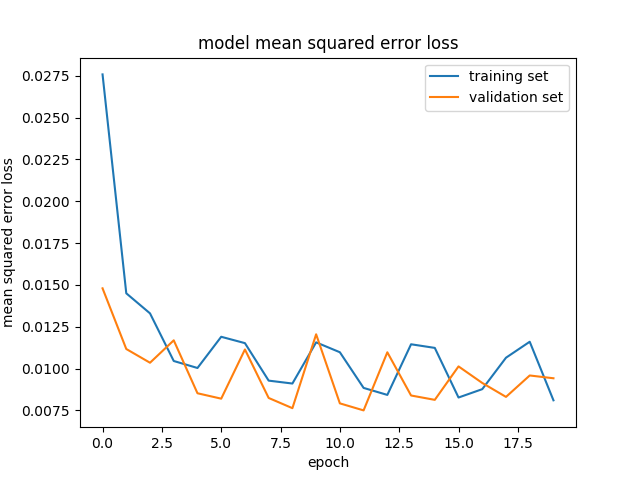 model mean squared error loss
training set
validation set
0.0275
0.0250
0.0225
0.0200
0.0175
0.0150
0.0125
0.0100
0.0075
mean squared error loss
0.0 2.5 5.0 7.5 10.0 12.5 15.0 17.5
epoch